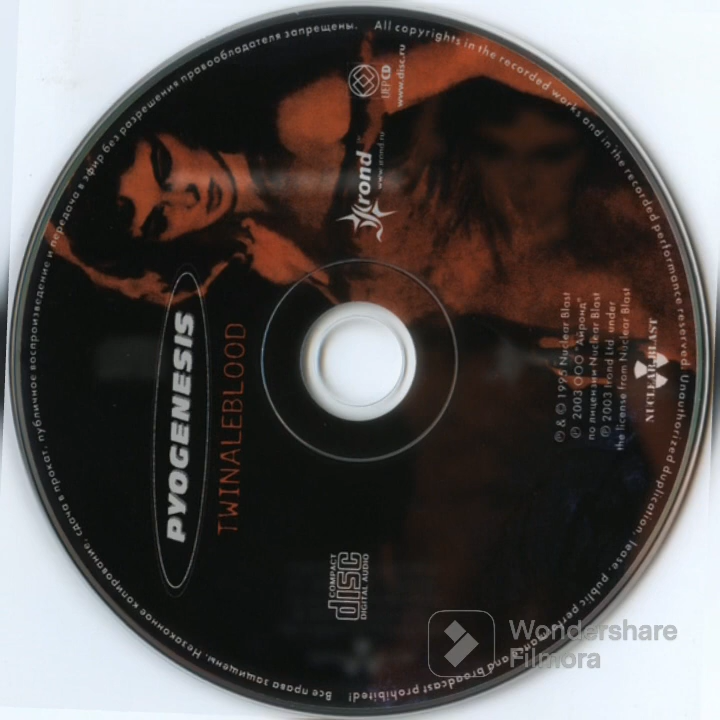 PYOGENESIS
TWINALEBLOOD
COMPACT
disc
DIGITAL AUDIO
Irond
www.irond.ru
www.disc.ru
℗ & © 1995 Nuclear Blast
℗ 2003 ООО "Айронд"
по лицензии Nuclear Blast
℗ 2003 Irond Ltd under
the license from Nuclear Blast
NUCLEAR BLAST
Все права защищены. Незаконное копирование, сдача в прокат, публичное воспроизведение и передача в эфир без разрешения правообладателя запрещены.
All copyrights in the recorded works and in the recorded performance reserved. Unauthorized duplication, lease, public performance and broadcast prohibited!
Wondershare
Filmora